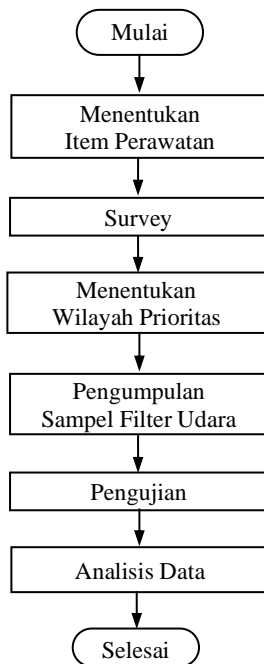 Mulai
Menentukan
Item Perawatan
Survey
Menentukan
Wilayah Prioritas
Pengumpulan
Sampel Filter Udara
Pengujian
Analisis Data
Selesai